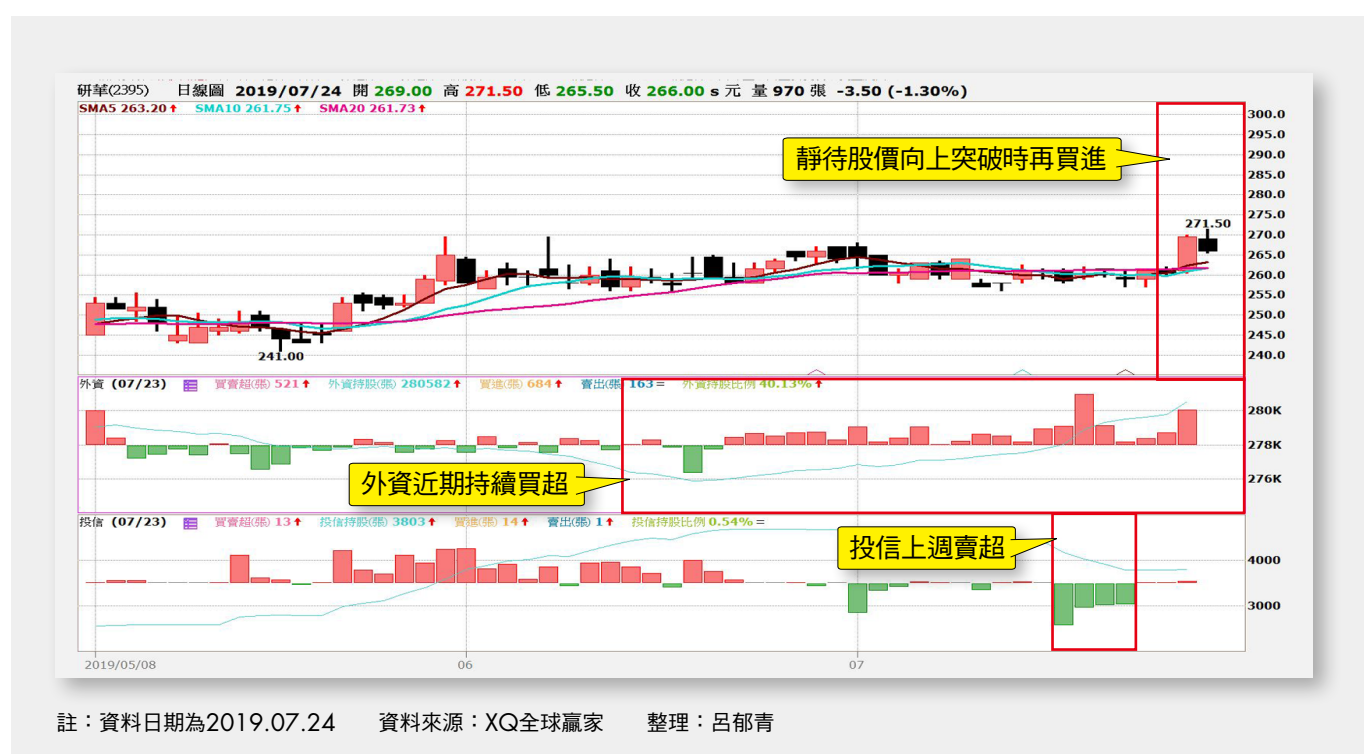 研華(2395) 日線圖 2019/07/24 開 269.00 高 271.50 低 265.50 收 266.00 s 元 量 970 張 -3.50 (-1.30%)
SMA5 263.20⬆ SMA10 261.75⬆ SMA20 261.73⬆
300.0
295.0
靜待股價向上突破時再買進
290.0
285.0
280.0
275.0
271.50
270.0
265.0
260.0
255.0
250.0
245.0
241.00
240.0
外資 (07/23) 買賣超(張) 521⬆ 外資持股(張) 280582⬆ 買進(張) 684⬆ 賣出(張) 163= 外資持股比例 40.13%⬆
280K
278K
外資近期持續買超
276K
投信 (07/23) 買賣超(張) 13⬆ 投信持股(張) 3803⬆ 買進(張) 14⬆ 賣出(張) 1⬆ 投信持股比例 0.54% =
投信上週賣超
4000
3000
2019/05/08 06 07
註：資料日期為2019.07.24 資料來源：XQ全球贏家 整理：呂郁青